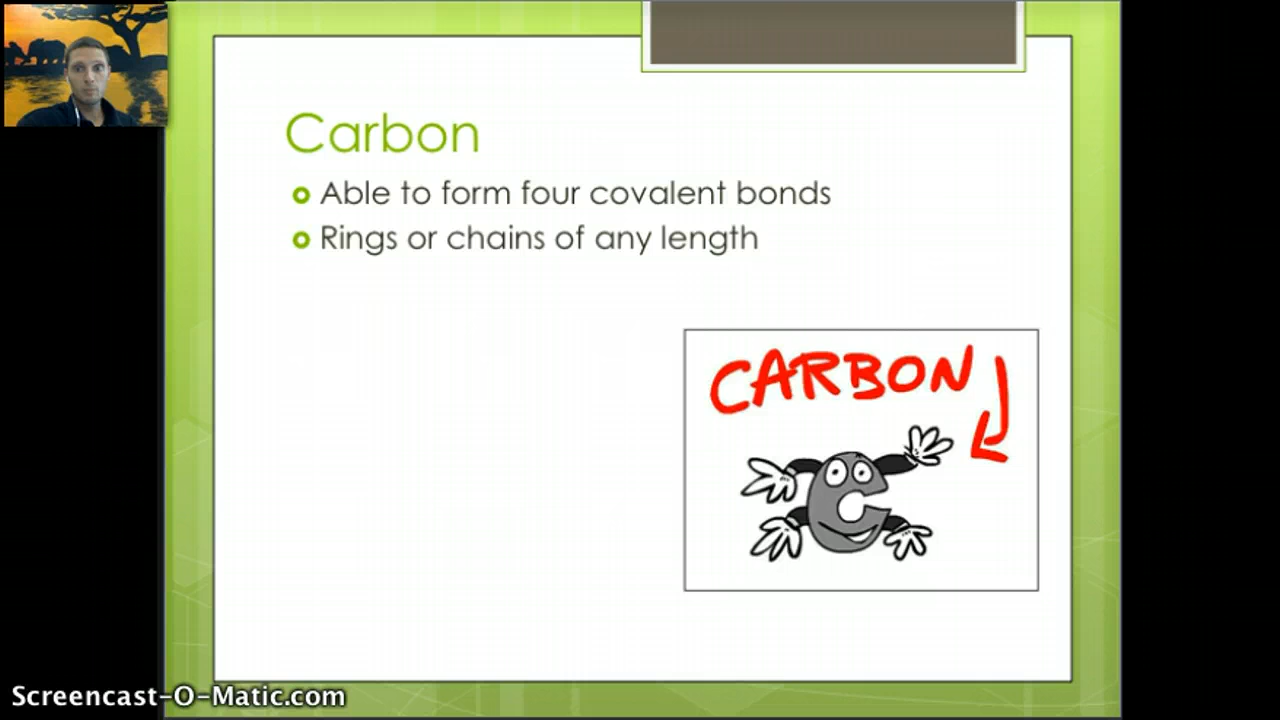 Carbon
Able to form four covalent bonds
Rings or chains of any length
CARBON
C
Screencast-O-Matic.com